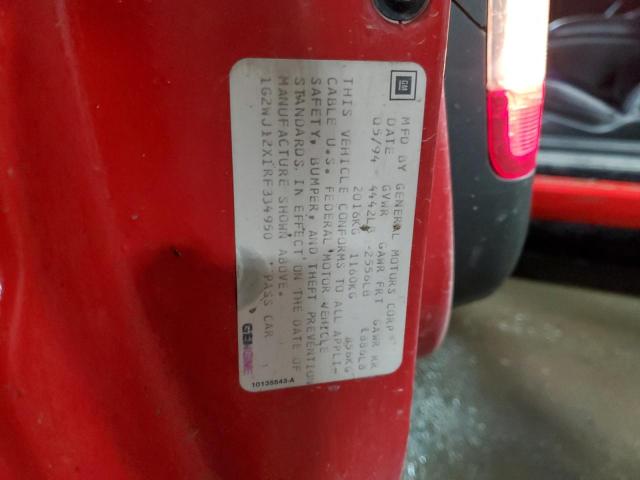 GM
MFD BY GENERAL MOTORS CORP
DATE GVWR GAWR FRT GAWR RR
05/94 4442LB 2556LB 1886LB
2016KG 1160KG 856KG
THIS VEHICLE CONFORMS TO ALL APPLI-
CABLE U.S. FEDERAL MOTOR VEHICLE
SAFETY, BUMPER, AND THEFT PREVENTION
STANDARDS IN EFFECT ON THE DATE OF
MANUFACTURE SHOWN ABOVE.
1G2WJ12X1RF334950 PASS CAR
GENUINE
10135543-A